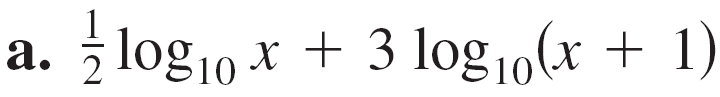 a. ½ log₁₀ x + 3 log₁₀(x + 1)